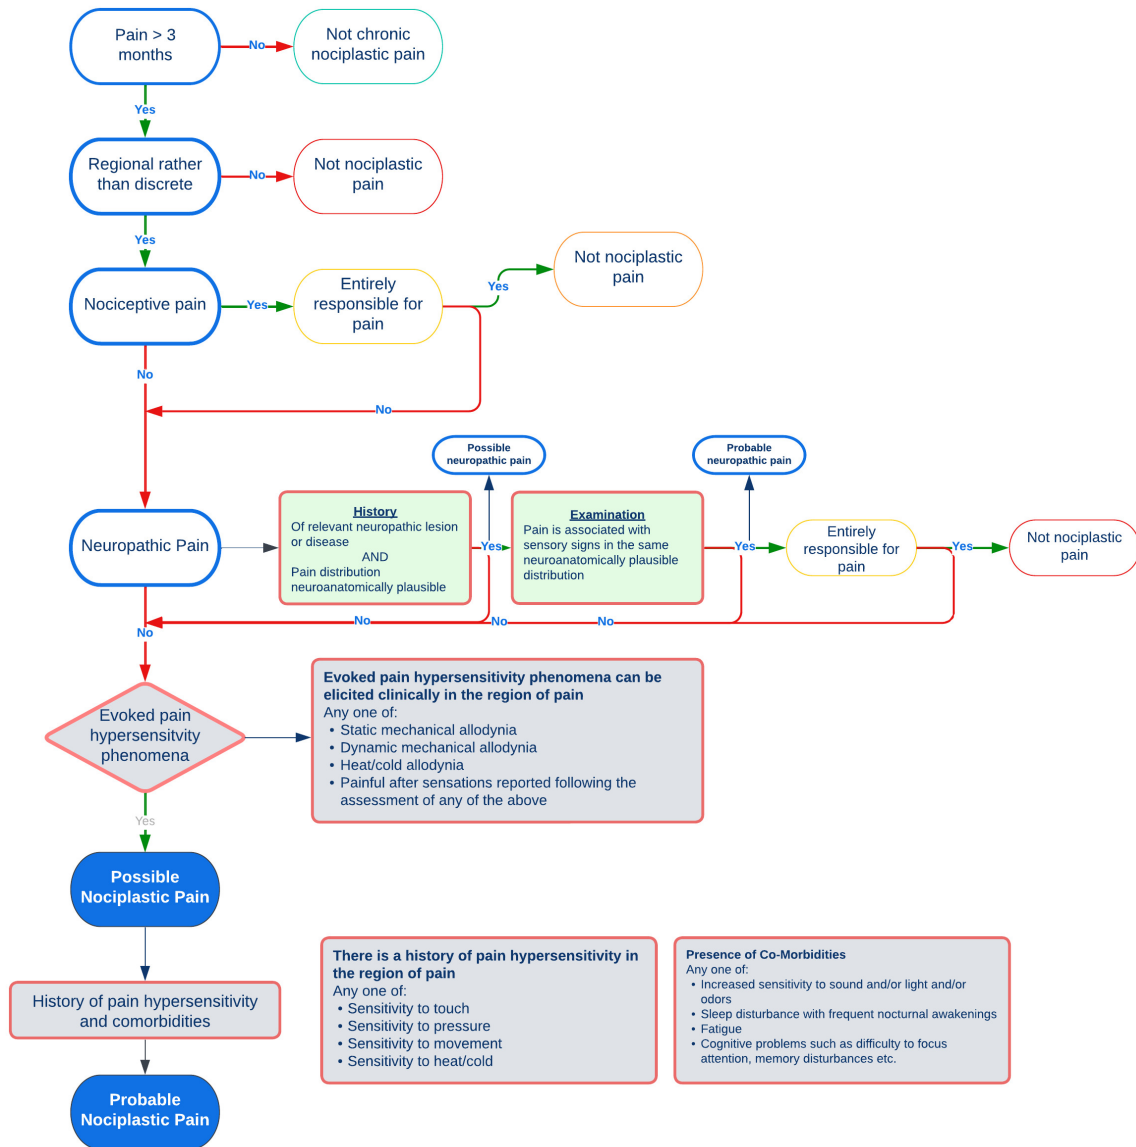 Pain > 3
months
No
Not chronic
nociplastic pain
Yes
Regional rather
than discrete
No
Not nociplastic
pain
Yes
Nociceptive pain
Yes
Entirely
responsible for
pain
Yes
Not nociplastic
pain
No
No
Possible
neuropathic pain
Probable
neuropathic pain
Neuropathic Pain
History
Of relevant neuropathic lesion
or disease
AND
Pain distribution
neuroanatomically plausible
Yes
Examination
Pain is associated with
sensory signs in the same
neuroanatomically plausible
distribution
Yes
Entirely
responsible for
pain
Yes
Not nociplastic
pain
No
No
No
No
Evoked pain
hypersensitvity
phenomena
Evoked pain hypersensitivity phenomena can be
elicited clinically in the region of pain
Any one of:
• Static mechanical allodynia
• Dynamic mechanical allodynia
• Heat/cold allodynia
• Painful after sensations reported following the
assessment of any of the above
Yes
Possible
Nociplastic Pain
History of pain hypersensitivity
and comorbidities
There is a history of pain hypersensitivity in
the region of pain
Any one of:
• Sensitivity to touch
• Sensitivity to pressure
• Sensitivity to movement
• Sensitivity to heat/cold
Presence of Co-Morbidities
Any one of:
• Increased sensitivity to sound and/or light and/or
odors
• Sleep disturbance with frequent nocturnal awakenings
• Fatigue
• Cognitive problems such as difficulty to focus
attention, memory disturbances etc.
Probable
Nociplastic Pain